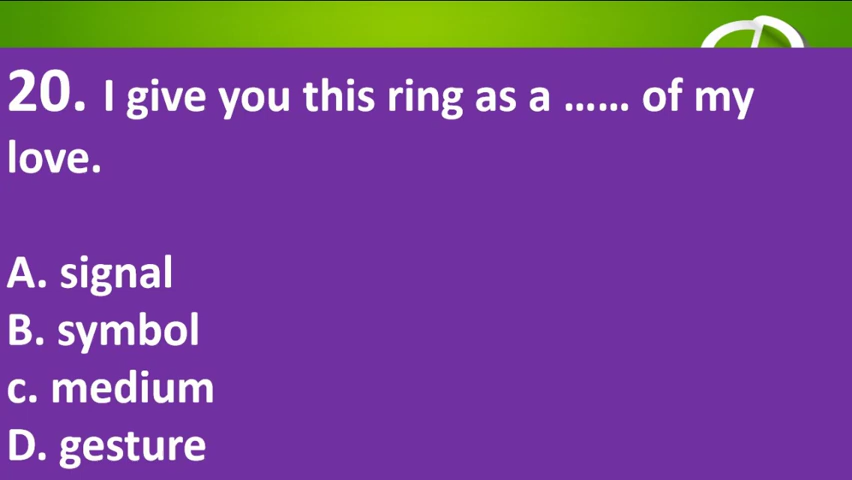 20. I give you this ring as a …… of my
love.
A. signal
B. symbol
c. medium
D. gesture